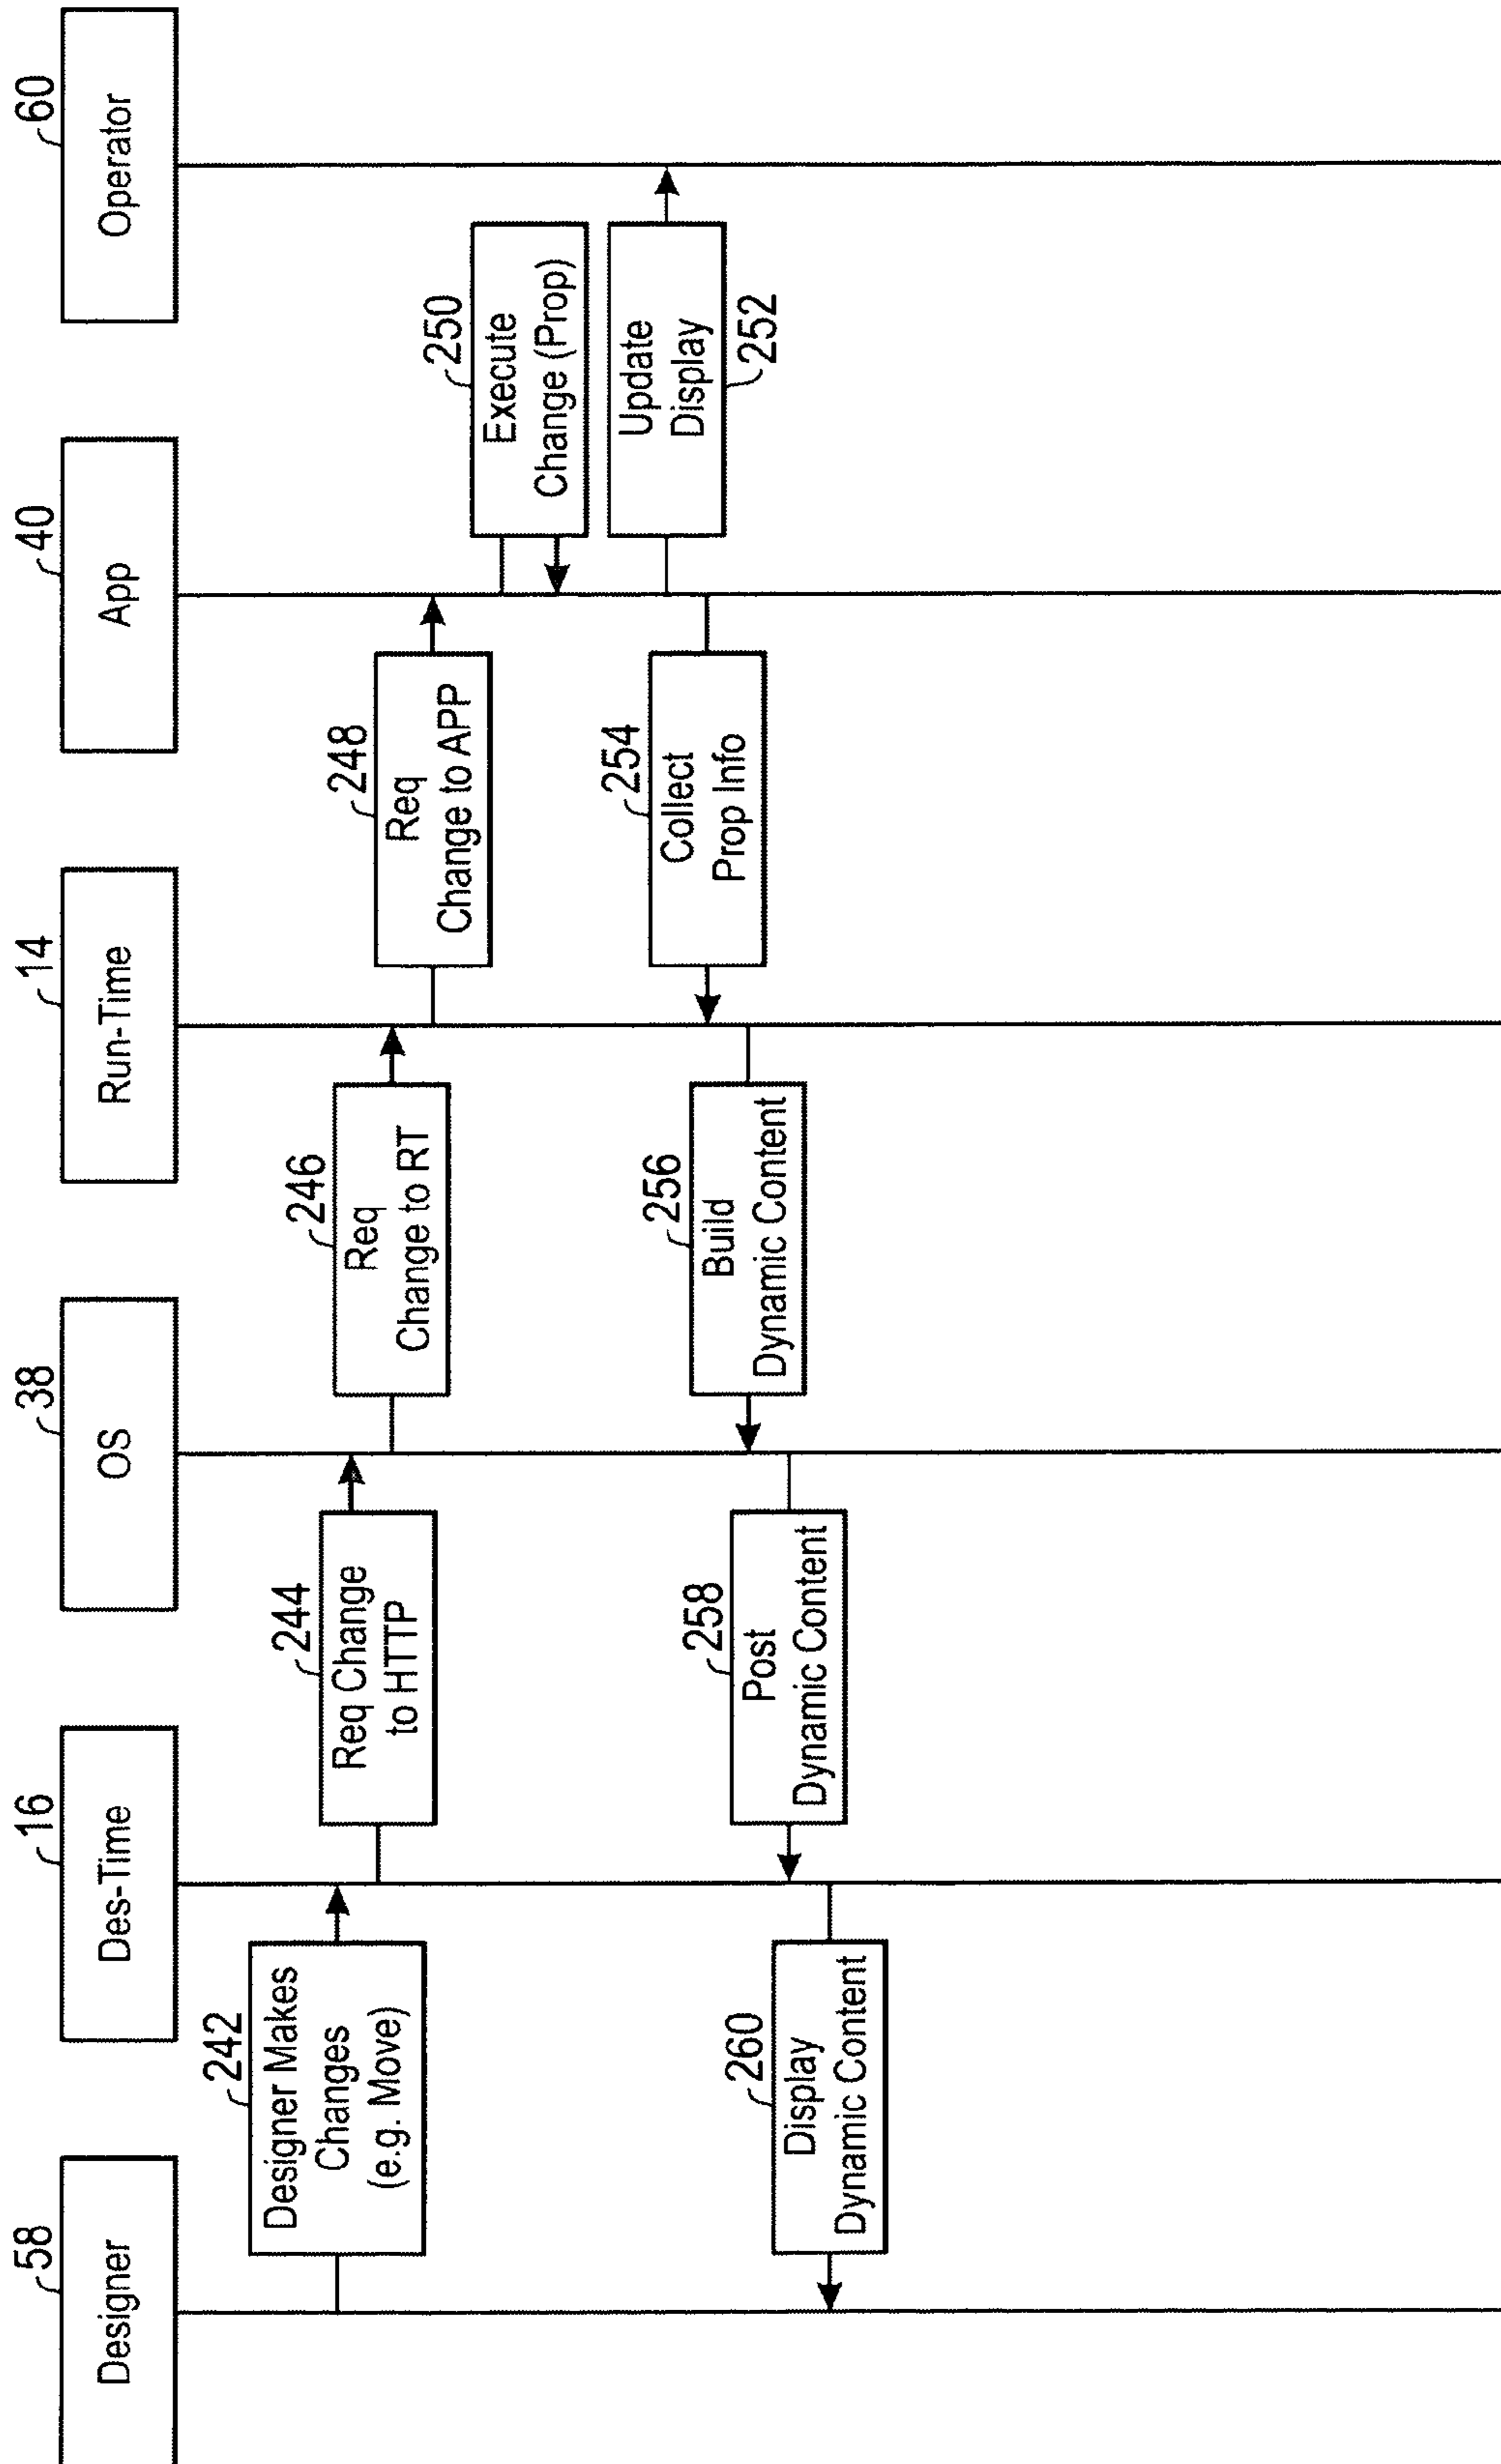 58
Designer
16
Des-Time
38
OS
14
Run-Time
40
App
60
Operator
242
Designer Makes
Changes
(e.g. Move)
244
Req Change
to HTTP
246
Req
Change to RT
248
Req
Change to APP
250
Execute
Change (Prop)
Update
Display
252
254
Collect
Prop Info
256
Build
Dynamic Content
258
Post
Dynamic Content
260
Display
Dynamic Content